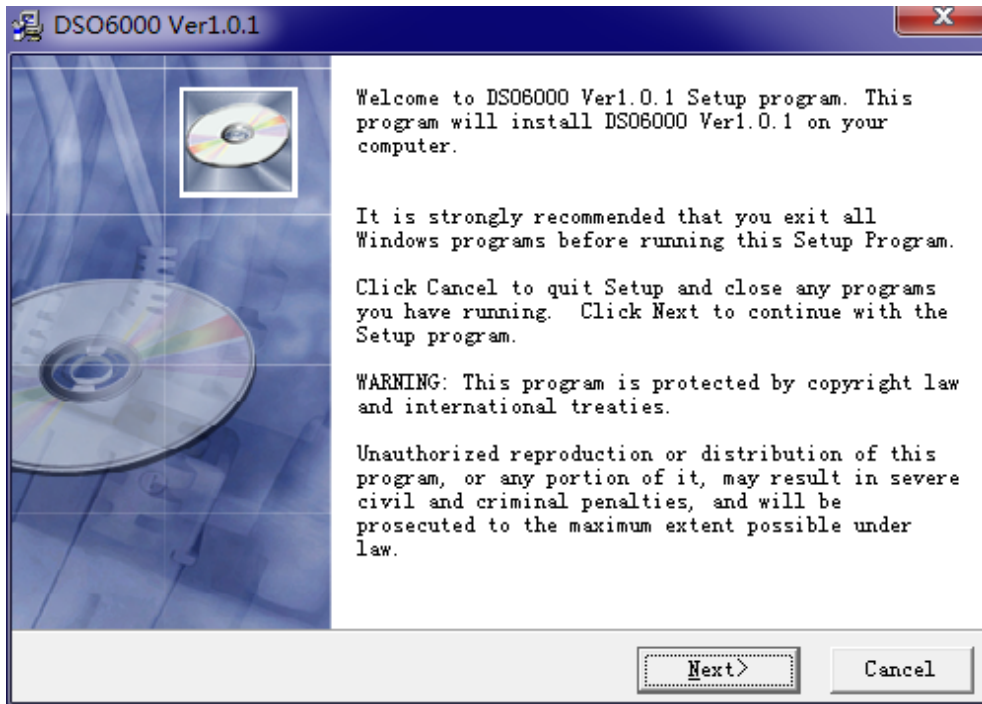 DSO6000 Ver1.0.1
Welcome to DSO6000 Ver1.0.1 Setup program. This
program will install DSO6000 Ver1.0.1 on your
computer.
It is strongly recommended that you exit all
Windows programs before running this Setup Program.
Click Cancel to quit Setup and close any programs
you have running.  Click Next to continue with the
Setup program.
WARNING: This program is protected by copyright law
and international treaties.
Unauthorized reproduction or distribution of this
program, or any portion of it, may result in severe
civil and criminal penalties, and will be
prosecuted to the maximum extent possible under
law.
Next>
Cancel